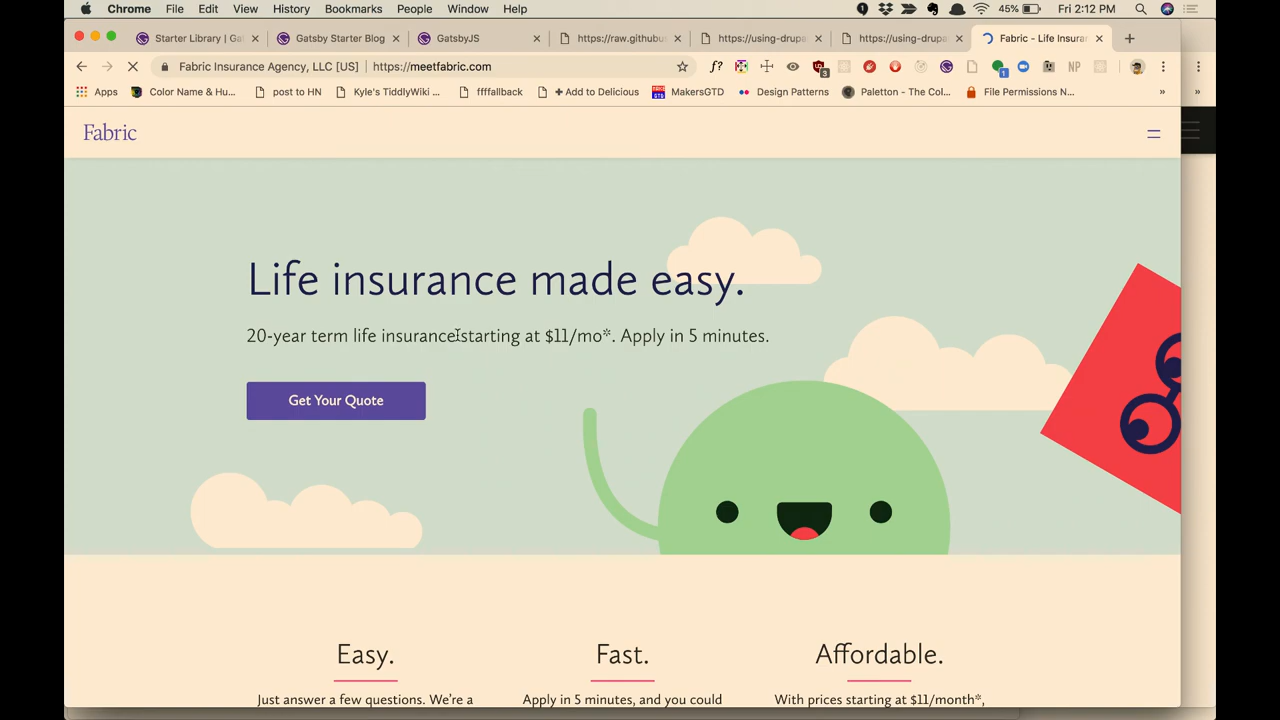 Chrome File Edit View History Bookmarks People Window Help
45% Fri 2:12 PM
Starter Library | Gat
Gatsby Starter Blog
GatsbyJS
https://raw.githubus
https://using-drupa
https://using-drupa
Fabric - Life Insuran
Fabric Insurance Agency, LLC [US] https://meetfabric.com
f?
3
1
NP
Apps
Color Name & Hu...
post to HN
Kyle's TiddlyWiki ...
ffffallback
+ Add to Delicious
MakersGTD
Design Patterns
Paletton - The Col...
File Permissions N...
»
»
Fabric
Life insurance made easy.
20-year term life insurance starting at $11/mo*. Apply in 5 minutes.
Get Your Quote
Easy.
Fast.
Affordable.
Just answer a few questions. We're a
Apply in 5 minutes, and you could
With prices starting at $11/month*,